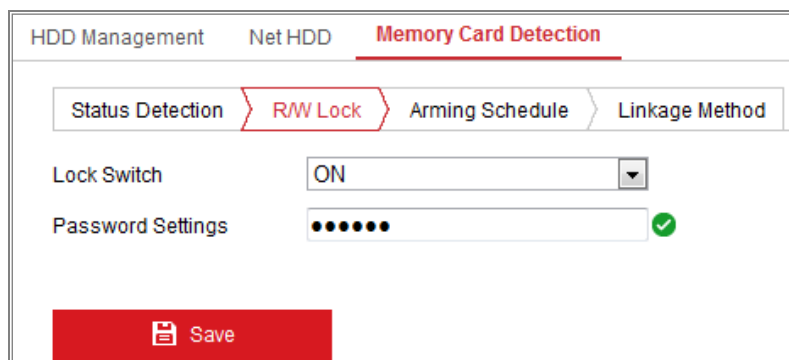 HDD Management Net HDD Memory Card Detection
Status Detection R/W Lock Arming Schedule Linkage Method
Lock Switch ON
Password Settings ●●●●●●
Save